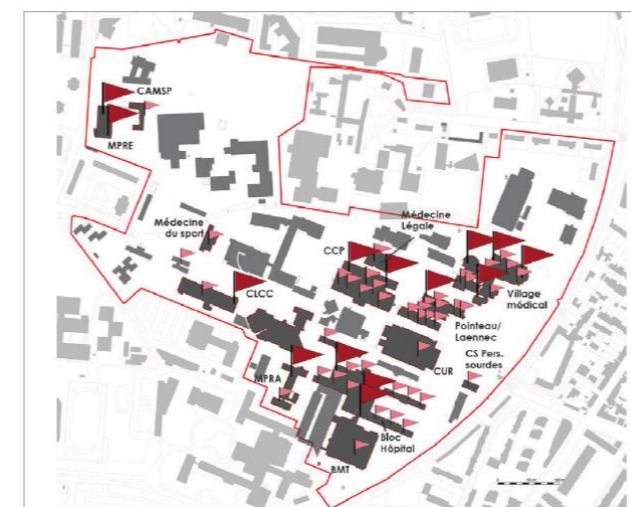 CAMSP
MPRE
Médecine
du sport
Médecine
Légale
CCP
CLCC
Village
médical
Pointeau/
Laennec
CS Pers.
sourdes
CUR
MPRA
Bloc
Hôpital
BMT